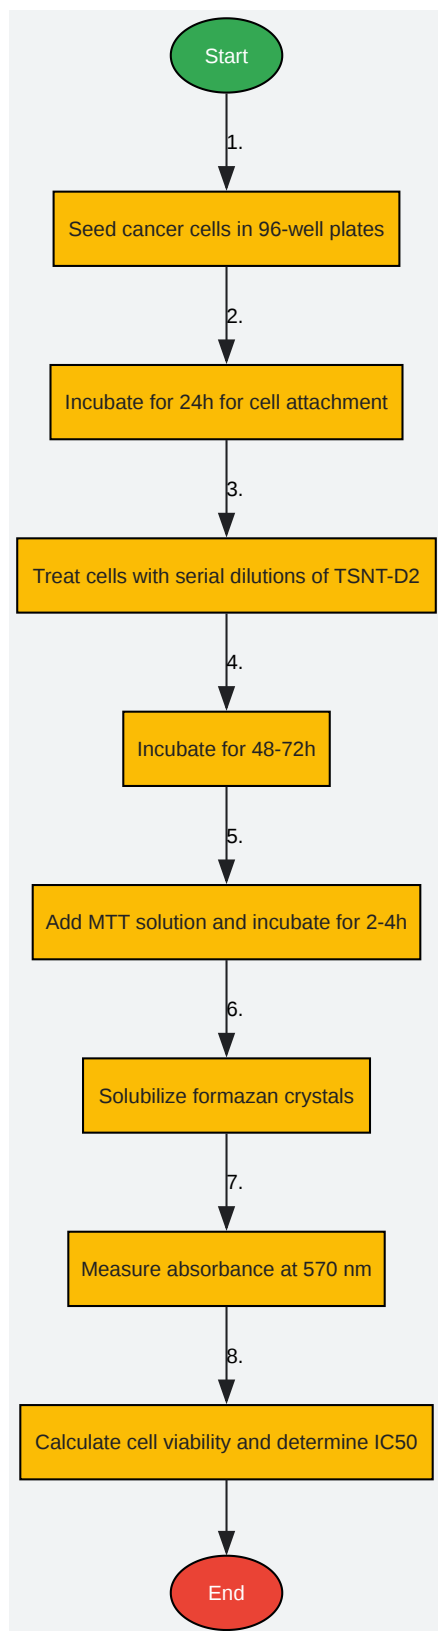 Start
1.
Seed cancer cells in 96-well plates
2.
Incubate for 24h for cell attachment
3.
Treat cells with serial dilutions of TSNT-D2
4.
Incubate for 48-72h
5.
Add MTT solution and incubate for 2-4h
6.
Solubilize formazan crystals
7.
Measure absorbance at 570 nm
8.
Calculate cell viability and determine IC50
End